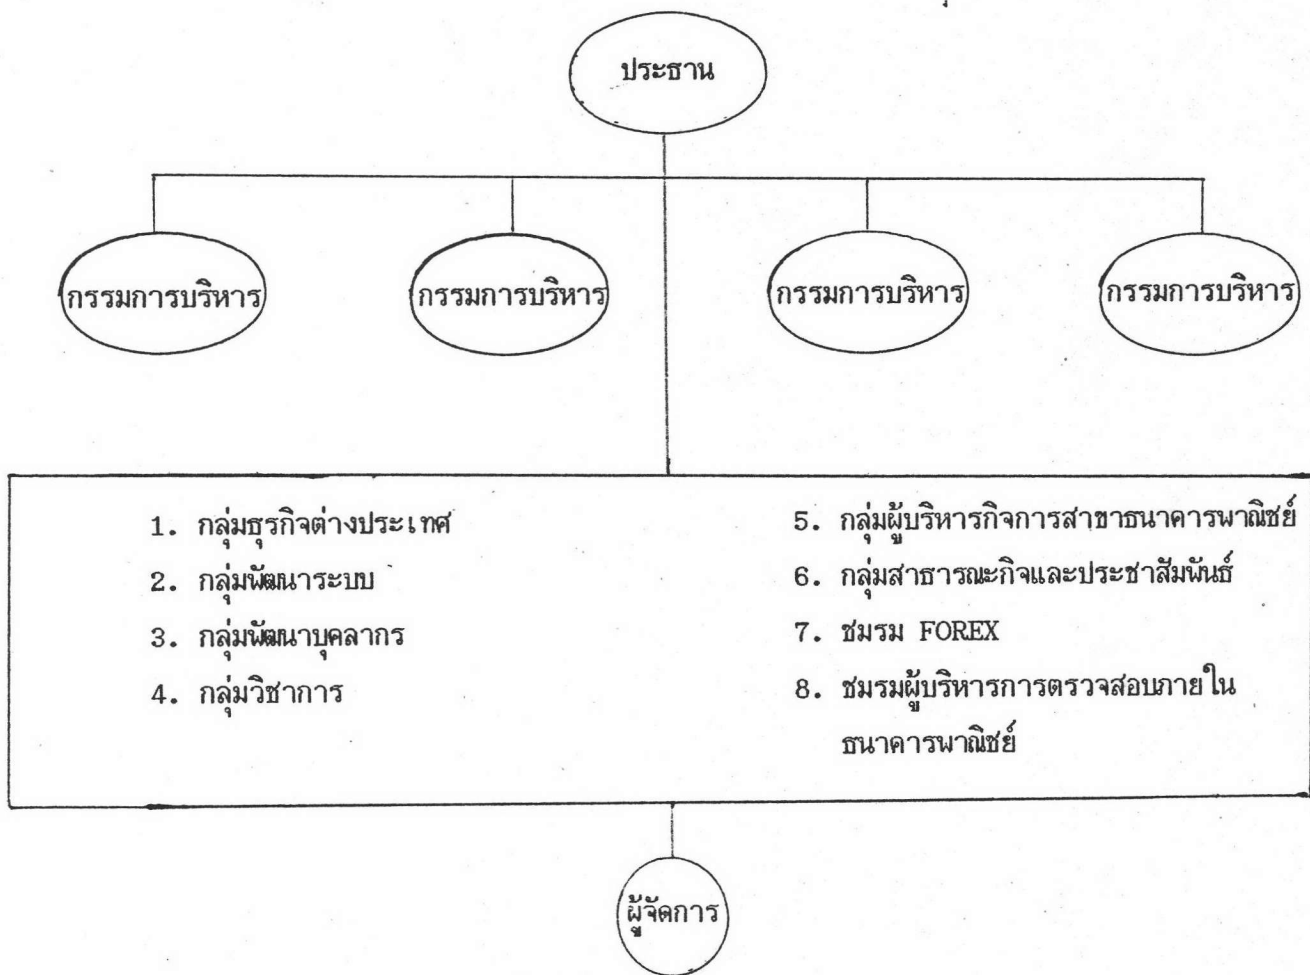 ประธาน
กรรมการบริหาร กรรมการบริหาร กรรมการบริหาร กรรมการบริหาร
1. กลุ่มธุรกิจต่างประเทศ
2. กลุ่มพัฒนาระบบ
3. กลุ่มพัฒนาบุคลากร
4. กลุ่มวิชาการ
5. กลุ่มผู้บริหารกิจการสาขาธนาคารพาณิชย์
6. กลุ่มสาธารณะกิจและประชาสัมพันธ์
7. ชมรม FOREX
8. ชมรมผู้บริหารการตรวจสอบภายใน
ธนาคารพาณิชย์
ผู้จัดการ